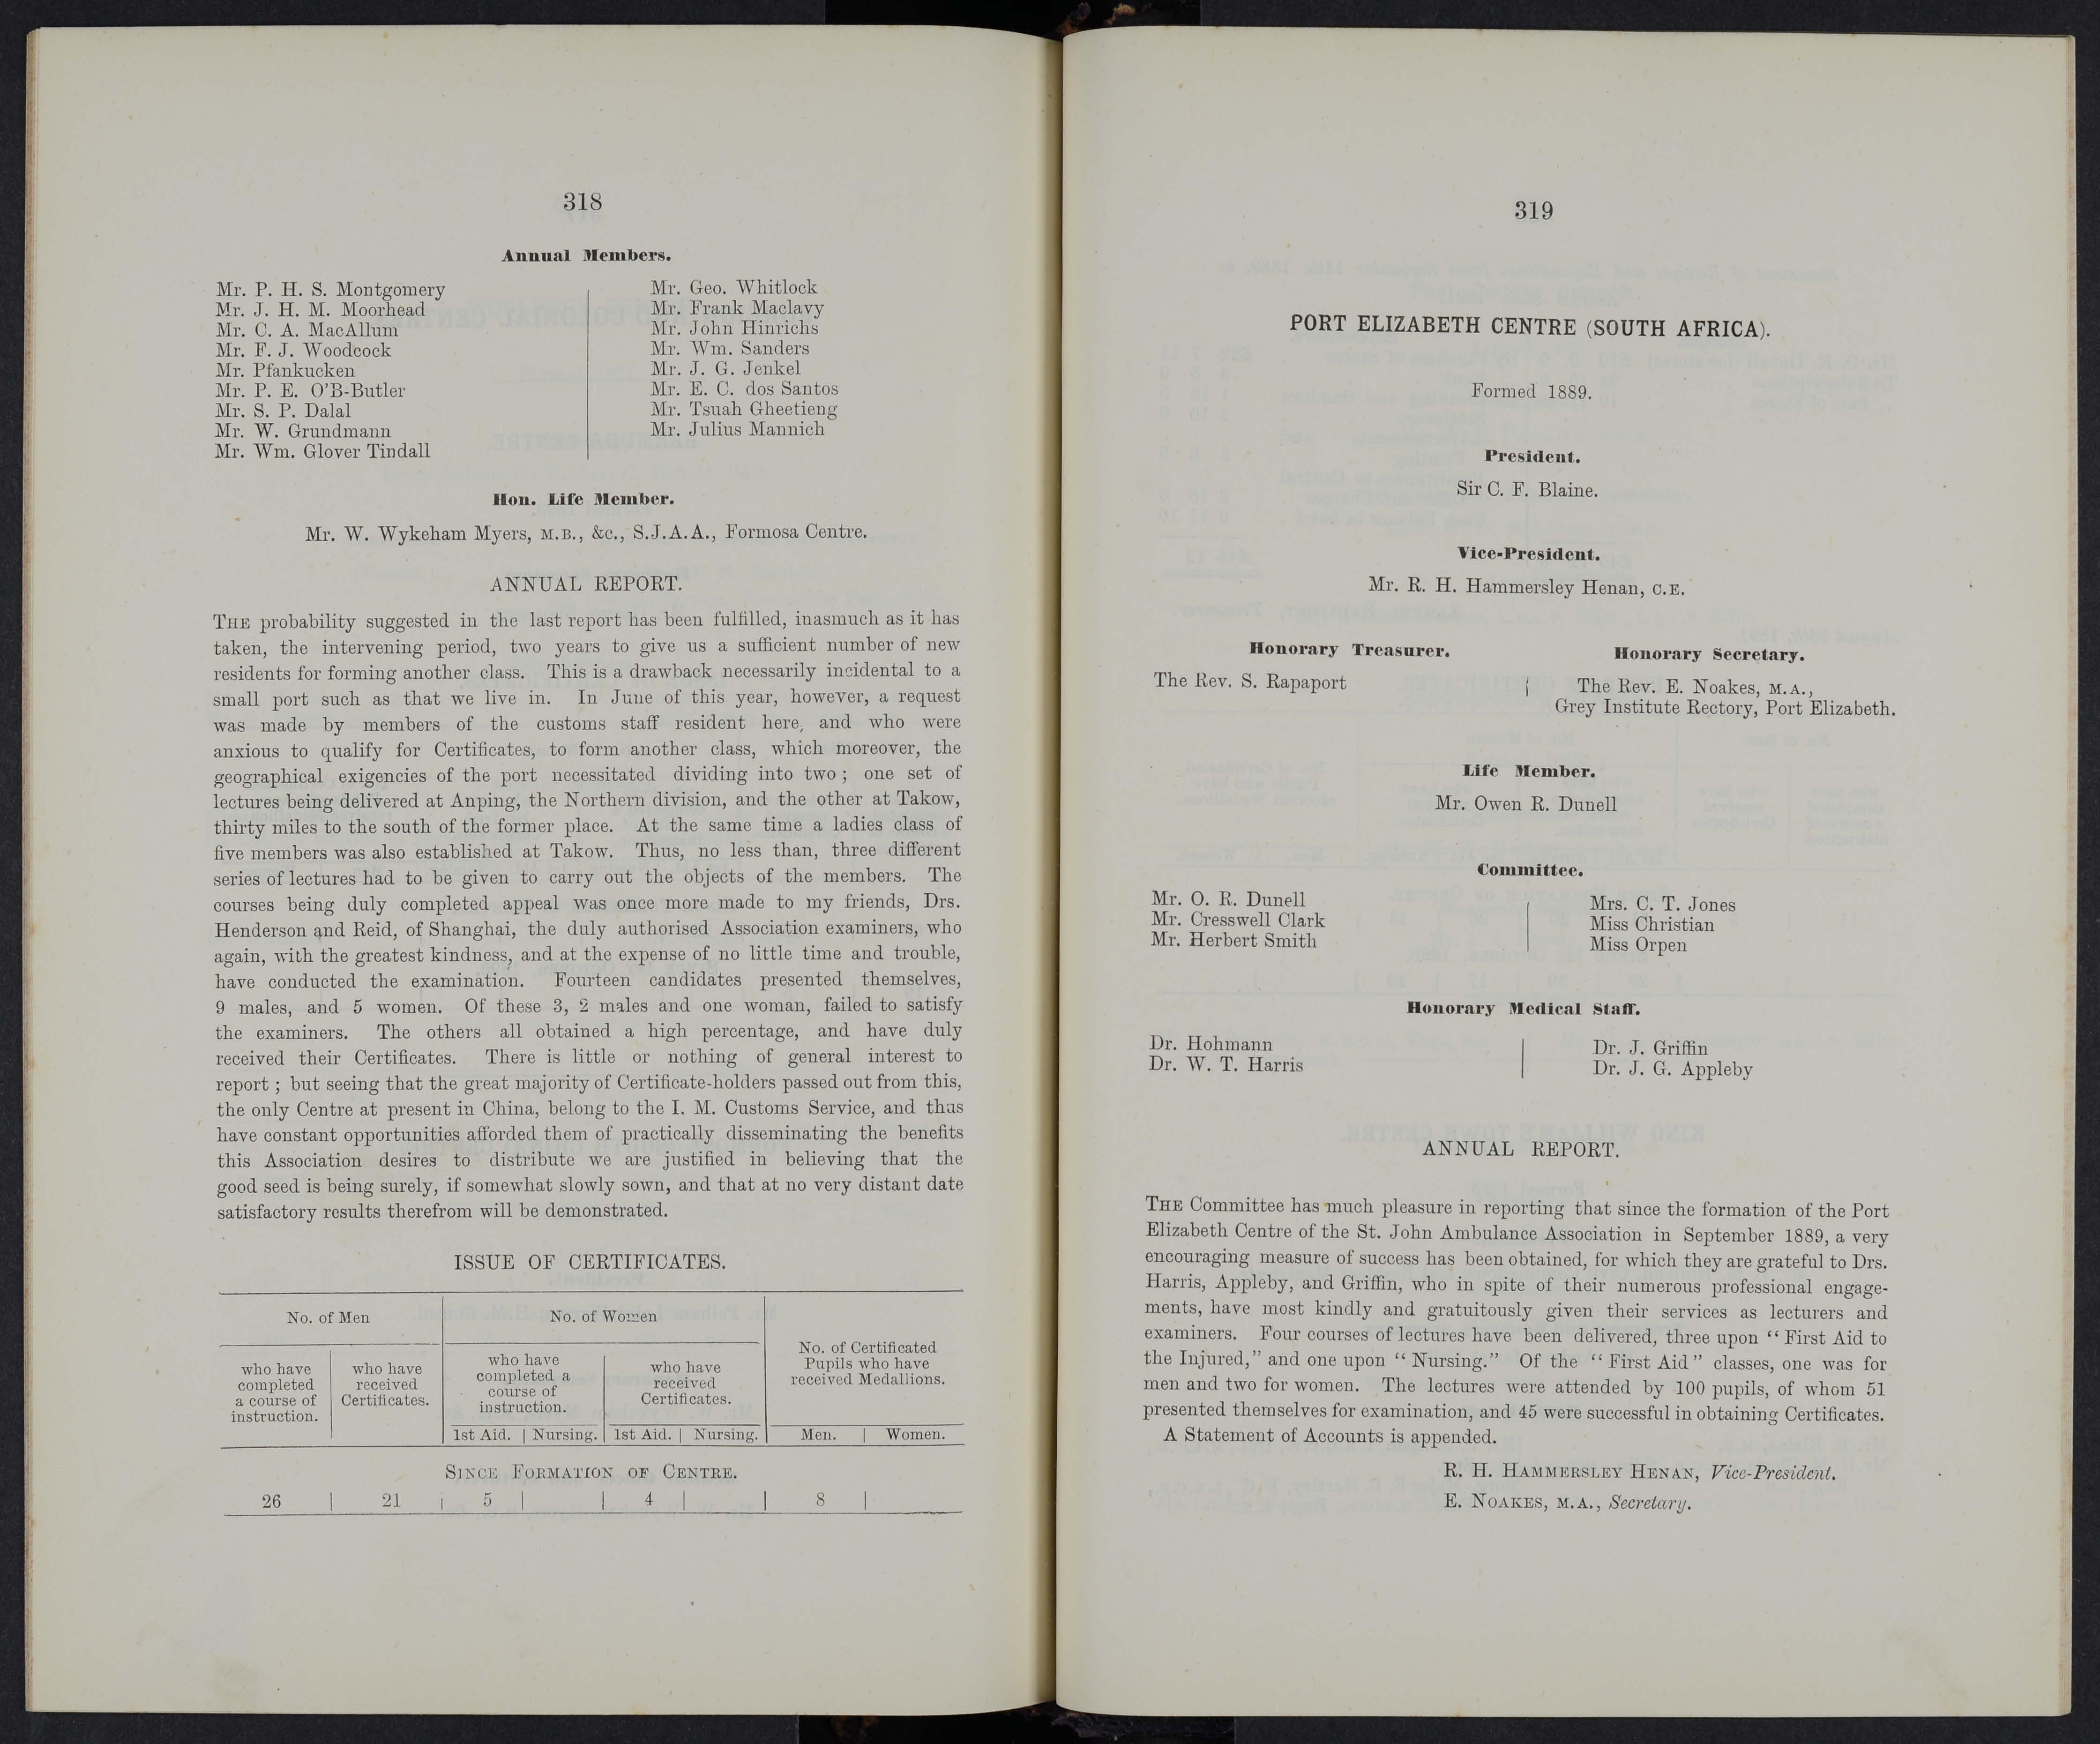 318
Annual Members.
Mr. P. H. S. Montgomery
Mr. J. H. M. Moorhead
Mr. C. A. MacAllum
Mr. F. J. Woodcock
Mr. Pfankucken
Mr. P. E. O'B-Butler
Mr. S. P. Dalal
Mr. W. Grundmann
Mr. Wm. Glover Tindall
Mr. Geo. Whitlock
Mr. Frank Maclavy
Mr. John Hinrichs
Mr. Wm. Sanders
Mr. J. G. Jenkel
Mr. E. C. dos Santos
Mr. Tsuah Gheetieng
Mr. Julius Mannich
Hon. Life Member.
Mr. W. Wykeham Myers, M.B., &c., S.J.A.A., Formosa Centre.
ANNUAL REPORT.
THE probability suggested in the last report has been fulfilled, inasmuch as it has
taken, the intervening period, two years to give us a sufficient number of new
residents for forming another class. This is a drawback necessarily incidental to a
small port such as that we live in. In June of this year, however, a request
was made by members of the customs staff resident here, and who were
anxious to qualify for Certificates, to form another class, which moreover, the
geographical exigencies of the port necessitated dividing into two; one set of
lectures being delivered at Anping, the Northern division, and the other at Takow,
thirty miles to the south of the former place. At the same time a ladies class of
five members was also established at Takow. Thus, no less than, three different
series of lectures had to be given to carry out the objects of the members. The
courses being duly completed appeal was once more made to my friends, Drs.
Henderson and Reid, of Shanghai, the duly authorised Association examiners, who
again, with the greatest kindness, and at the expense of no little time and trouble,
have conducted the examination. Fourteen candidates presented themselves,
9 males, and 5 women. Of these 3, 2 males and one woman, failed to satisfy
the examiners. The others all obtained a high percentage, and have duly
received their Certificates. There is little or nothing of general interest to
report; but seeing that the great majority of Certificate-holders passed out from this,
the only Centre at present in China, belong to the I. M. Customs Service, and thus
have constant opportunities afforded them of practically disseminating the benefits
this Association desires to distribute we are justified in believing that the
good seed is being surely, if somewhat slowly sown, and that at no very distant date
satisfactory results therefrom will be demonstrated.
ISSUE OF CERTIFICATES.
No. of Men
No. of Women
No. of Certificated
Pupils who have
received Medallions.
who have
completed
a course of
instruction.
who have
received
Certificates.
who have
completed a
course of
instruction.
who have
received
Certificates.
1st Aid. | Nursing. 1st Aid. | Nursing. Men. | Women.
SINCE FORMATION OF CENTRE.
26 | 21 | 5 | | 4 | | 8 |
319
PORT ELIZABETH CENTRE (SOUTH AFRICA).
Formed 1889.
President.
Sir C. F. Blaine.
Vice-President.
Mr. R. H. Hammersley Henan, C.E.
Honorary Treasurer.
The Rev. S. Rapaport
Honorary Secretary.
The Rev. E. Noakes, M.A.,
Grey Institute Rectory, Port Elizabeth.
Life Member.
Mr. Owen R. Dunell
Committee.
Mr. O. R. Dunell
Mr. Cresswell Clark
Mr. Herbert Smith
Mrs. C. T. Jones
Miss Christian
Miss Orpen
Honorary Medical Staff.
Dr. Hohmann
Dr. W. T. Harris
Dr. J. Griffin
Dr. J. G. Appleby
ANNUAL REPORT.
THE Committee has much pleasure in reporting that since the formation of the Port
Elizabeth Centre of the St. John Ambulance Association in September 1889, a very
encouraging measure of success has been obtained, for which they are grateful to Drs.
Harris, Appleby, and Griffin, who in spite of their numerous professional engage-
ments, have most kindly and gratuitously given their services as lecturers and
examiners. Four courses of lectures have been delivered, three upon "First Aid to
the Injured," and one upon "Nursing." Of the "First Aid" classes, one was for
men and two for women. The lectures were attended by 100 pupils, of whom 51
presented themselves for examination, and 45 were successful in obtaining Certificates.
A Statement of Accounts is appended.
R. H. HAMMERSLEY HENAN, Vice-President.
E. NOAKES, M.A., Secretary.